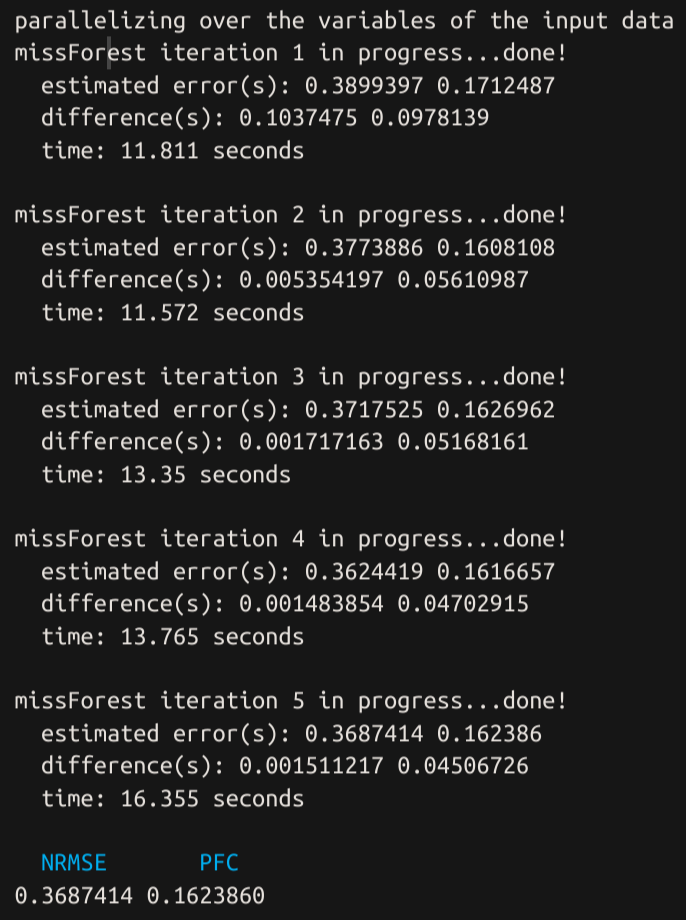 parallelizing over the variables of the input data
missForest iteration 1 in progress...done!
estimated error(s): 0.3899397 0.1712487
difference(s): 0.1037475 0.0978139
time: 11.811 seconds
missForest iteration 2 in progress...done!
estimated error(s): 0.3773886 0.1608108
difference(s): 0.005354197 0.05610987
time: 11.572 seconds
missForest iteration 3 in progress...done!
estimated error(s): 0.3717525 0.1626962
difference(s): 0.001717163 0.05168161
time: 13.35 seconds
missForest iteration 4 in progress...done!
estimated error(s): 0.3624419 0.1616657
difference(s): 0.001483854 0.04702915
time: 13.765 seconds
missForest iteration 5 in progress...done!
estimated error(s): 0.3687414 0.162386
difference(s): 0.001511217 0.04506726
time: 16.355 seconds
NRMSE PFC
0.3687414 0.1623860